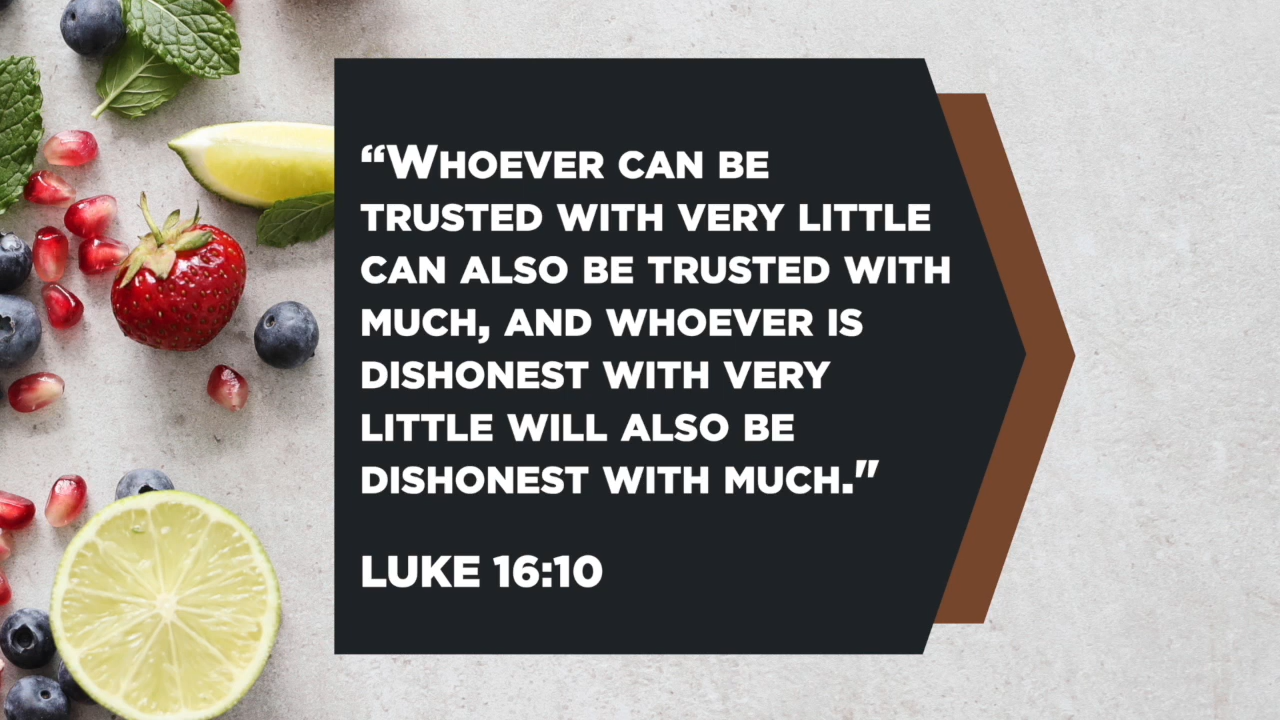 “WHOEVER CAN BE
TRUSTED WITH VERY LITTLE
CAN ALSO BE TRUSTED WITH
MUCH, AND WHOEVER IS
DISHONEST WITH VERY
LITTLE WILL ALSO BE
DISHONEST WITH MUCH."
LUKE 16:10